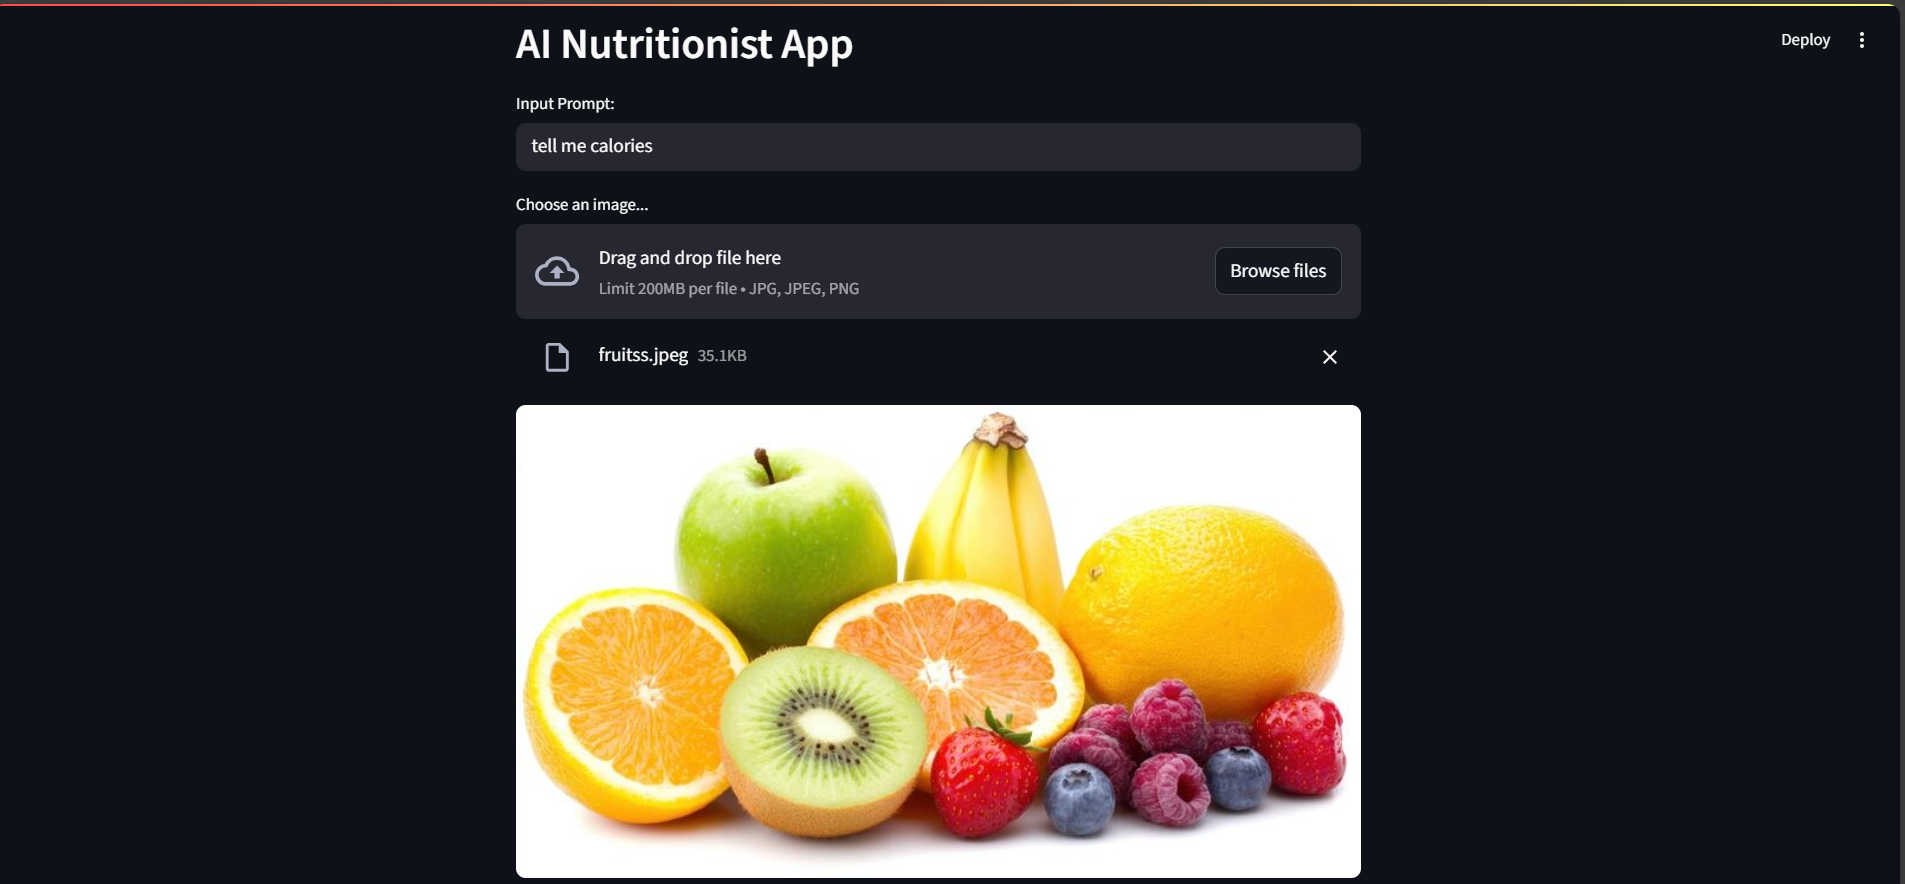 AI Nutritionist App
Deploy
Input Prompt:
tell me calories
Choose an image...
Drag and drop file here
Limit 200MB per file • JPG, JPEG, PNG
Browse files
fruitss.jpeg 35.1KB